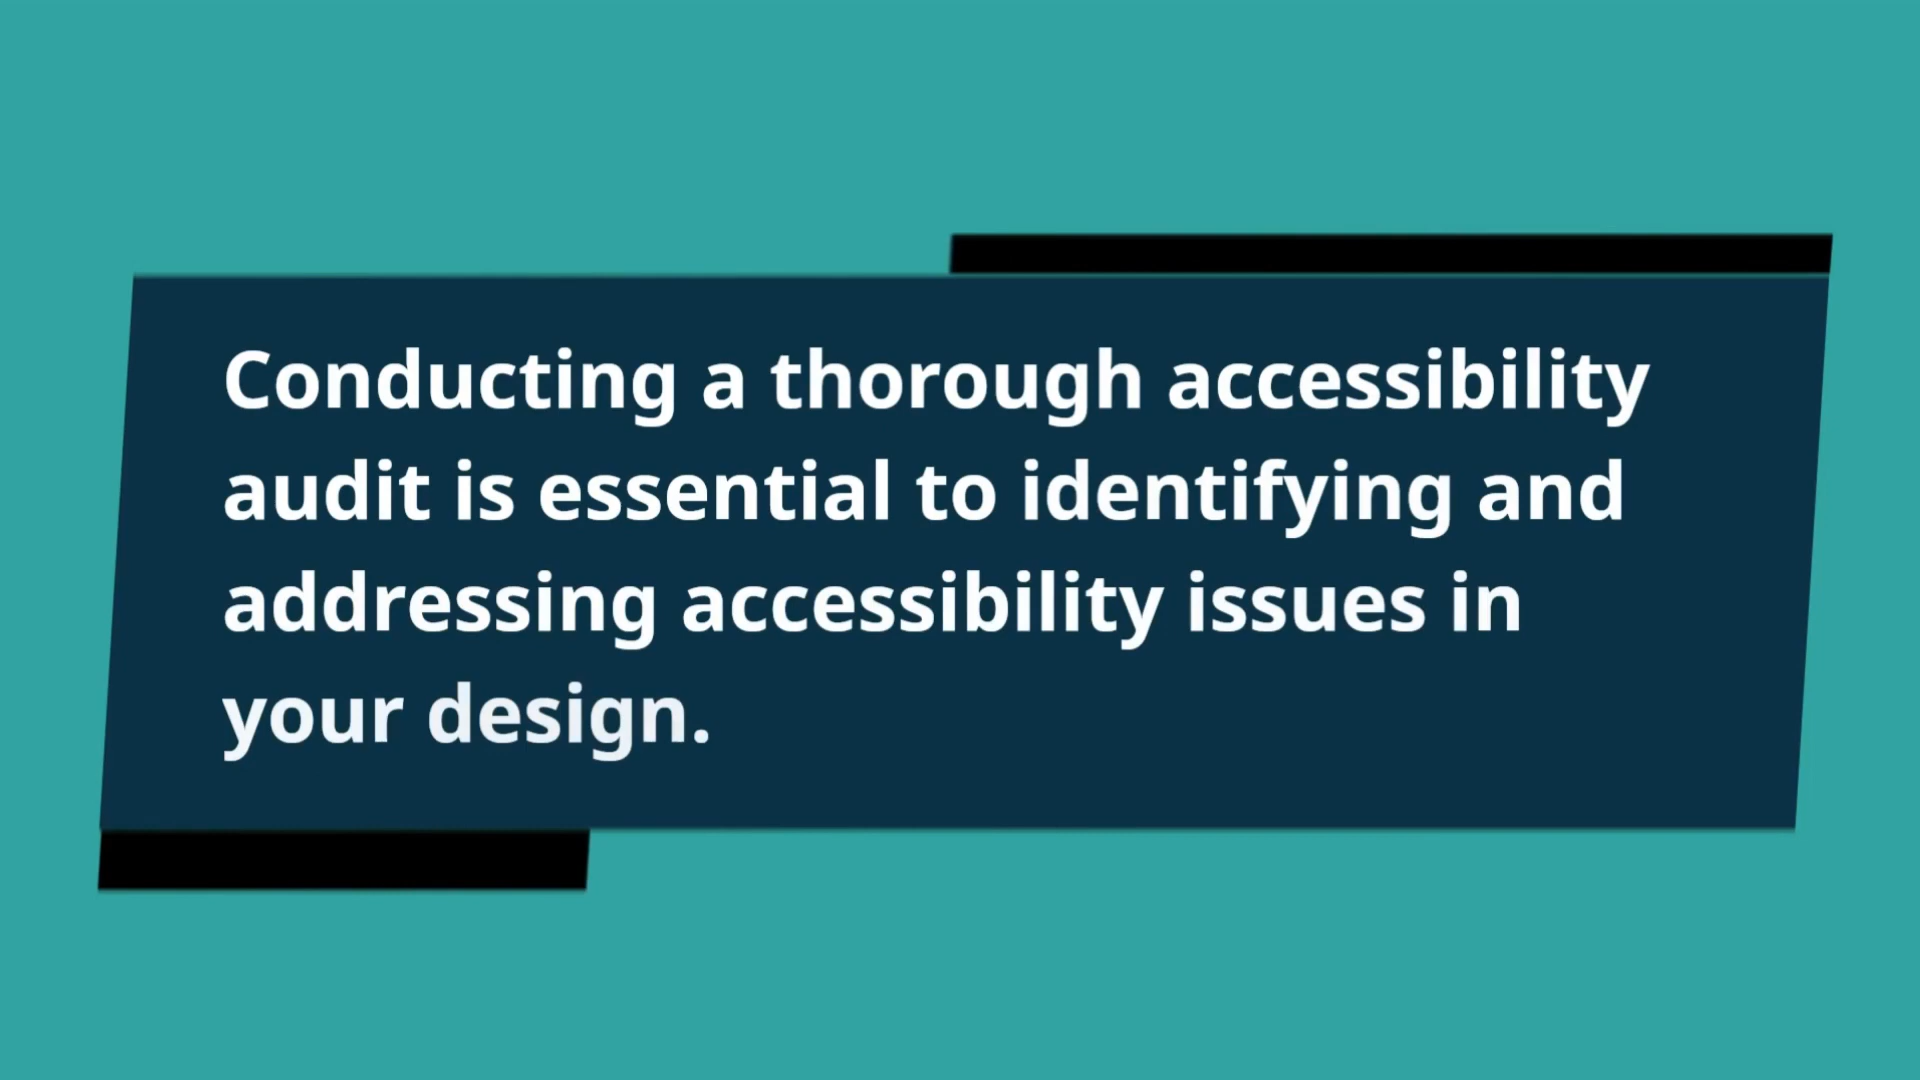 Conducting a thorough accessibility
audit is essential to identifying and
addressing accessibility issues in
your design.